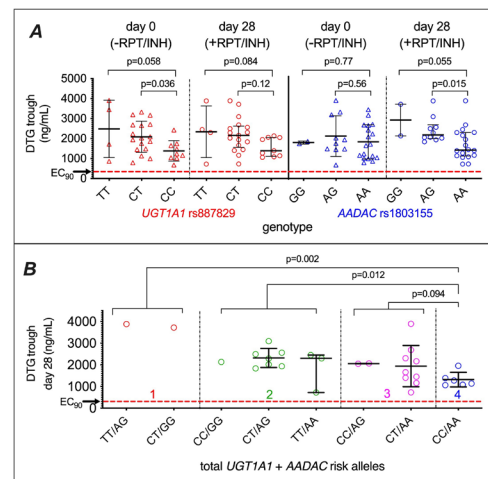 A
day 0
(-RPT/INH)
day 28
(+RPT/INH)
day 0
(-RPT/INH)
day 28
(+RPT/INH)
p=0.058
p=0.084
p=0.77
p=0.055
p=0.036
p=0.12
p=0.56
p=0.015
DTG trough
(ng/mL)
5000
4000
3000
2000
1000
0
EC90
TT
CT
CC
TT
CT
CC
GG
AG
AA
GG
AG
AA
UGT1A1 rs887829
AADAC rs1803155
genotype
B
p=0.002
p=0.012
p=0.094
DTG trough
day 28 (ng/mL)
4000
3000
2000
1000
0
EC90
1
2
3
4
TT/AG
CT/GG
CC/GG
CT/AG
TT/AA
CC/AG
CT/AA
CC/AA
total UGT1A1 + AADAC risk alleles